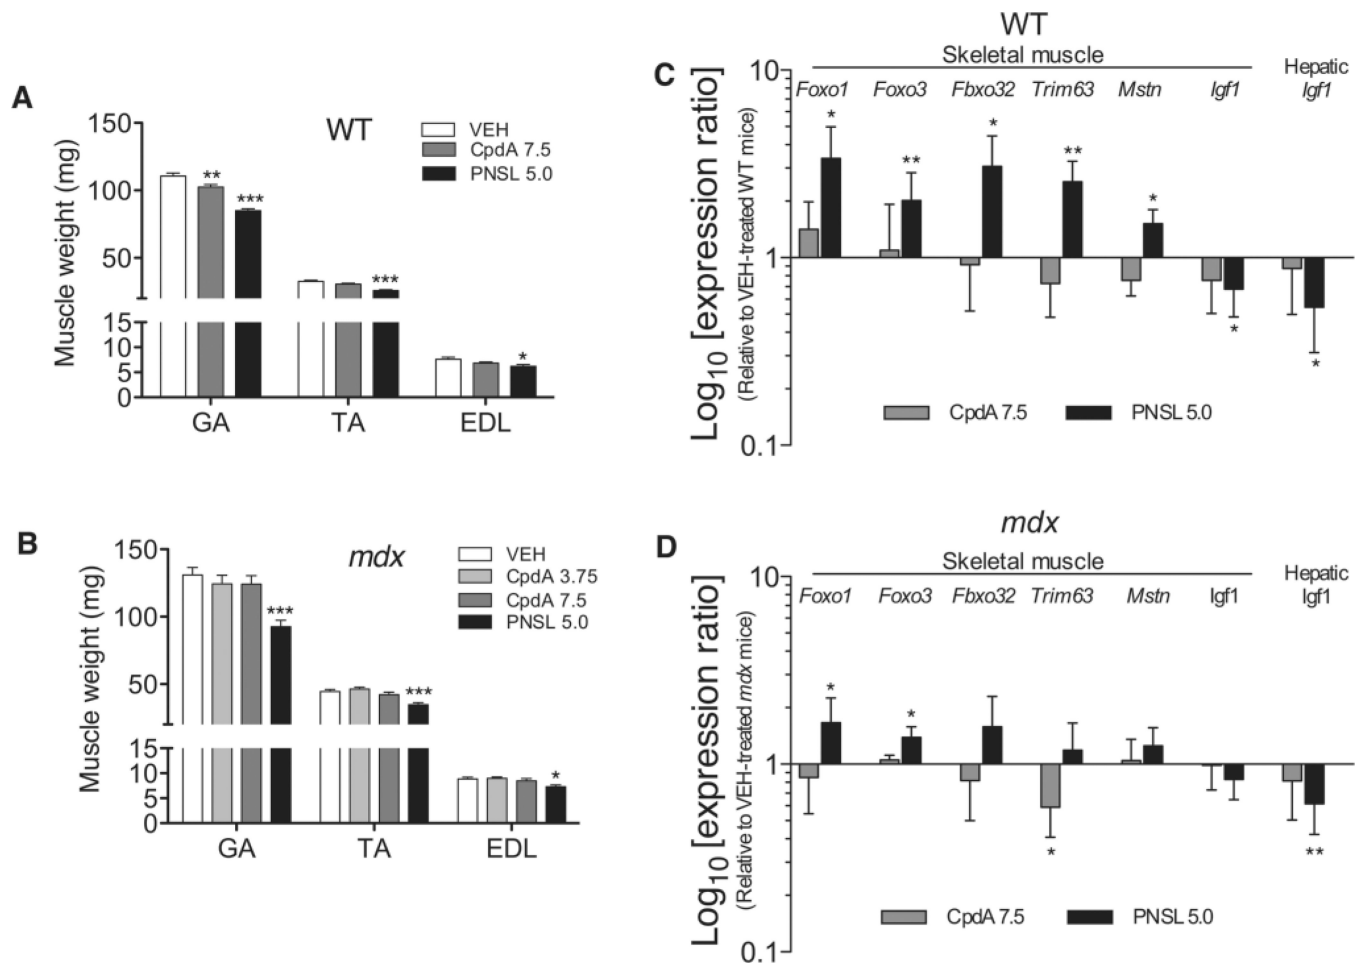 A
WT
VEH
CpdA 7.5
PNSL 5.0
Muscle weight (mg)
150
100
50
15
10
5
0
**
***
***
*
GA
TA
EDL
B
mdx
VEH
CpdA 3.75
CpdA 7.5
PNSL 5.0
Muscle weight (mg)
150
100
50
15
10
5
0
***
***
*
GA
TA
EDL
C
WT
Skeletal muscle
Hepatic
Foxo1 Foxo3 Fbxo32 Trim63 Mstn Igf1 Igf1
Log10 [expression ratio]
(Relative to VEH-treated WT mice)
10
1
0.1
*
**
*
**
*
*
*
CpdA 7.5
PNSL 5.0
D
mdx
Skeletal muscle
Hepatic
Foxo1 Foxo3 Fbxo32 Trim63 Mstn Igf1 Igf1
Log10 [expression ratio]
(Relative to VEH-treated mdx mice)
10
1
0.1
*
*
*
**
CpdA 7.5
PNSL 5.0